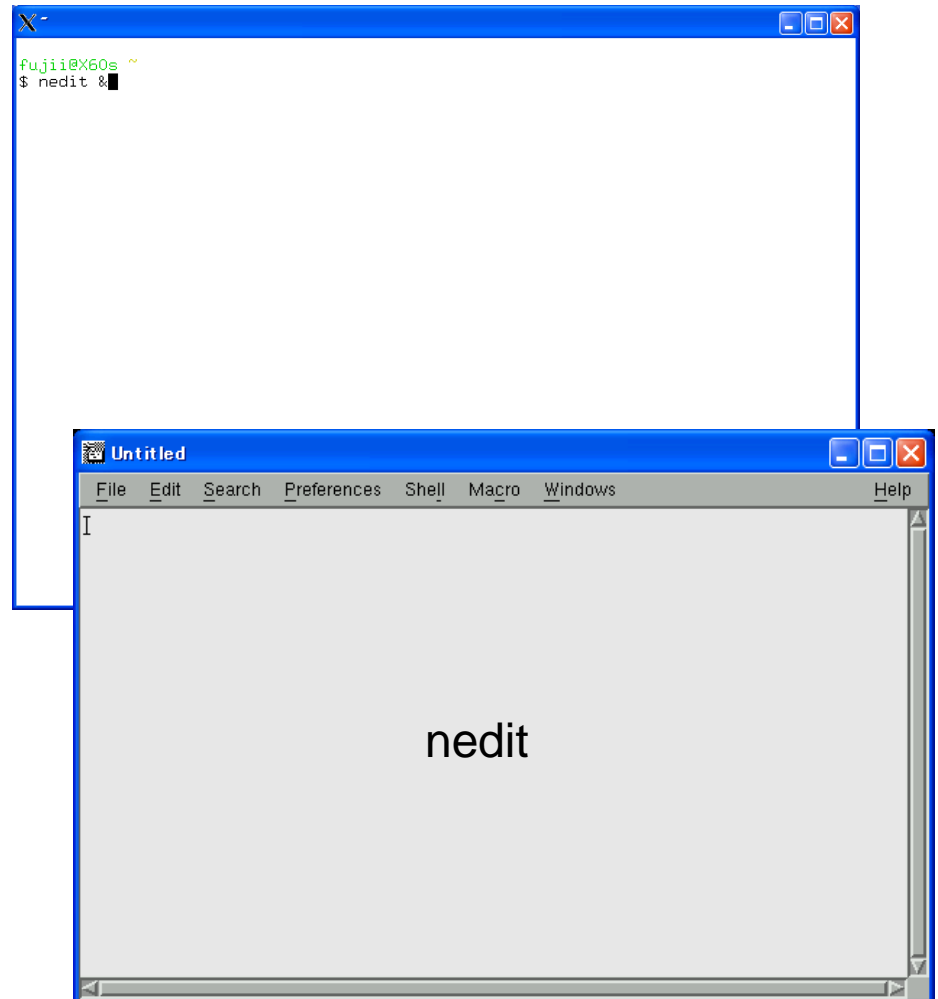 ~
fujii@X60s ~
$ nedit &
Untitled
File Edit Search Preferences Shell Macro Windows Help
nedit